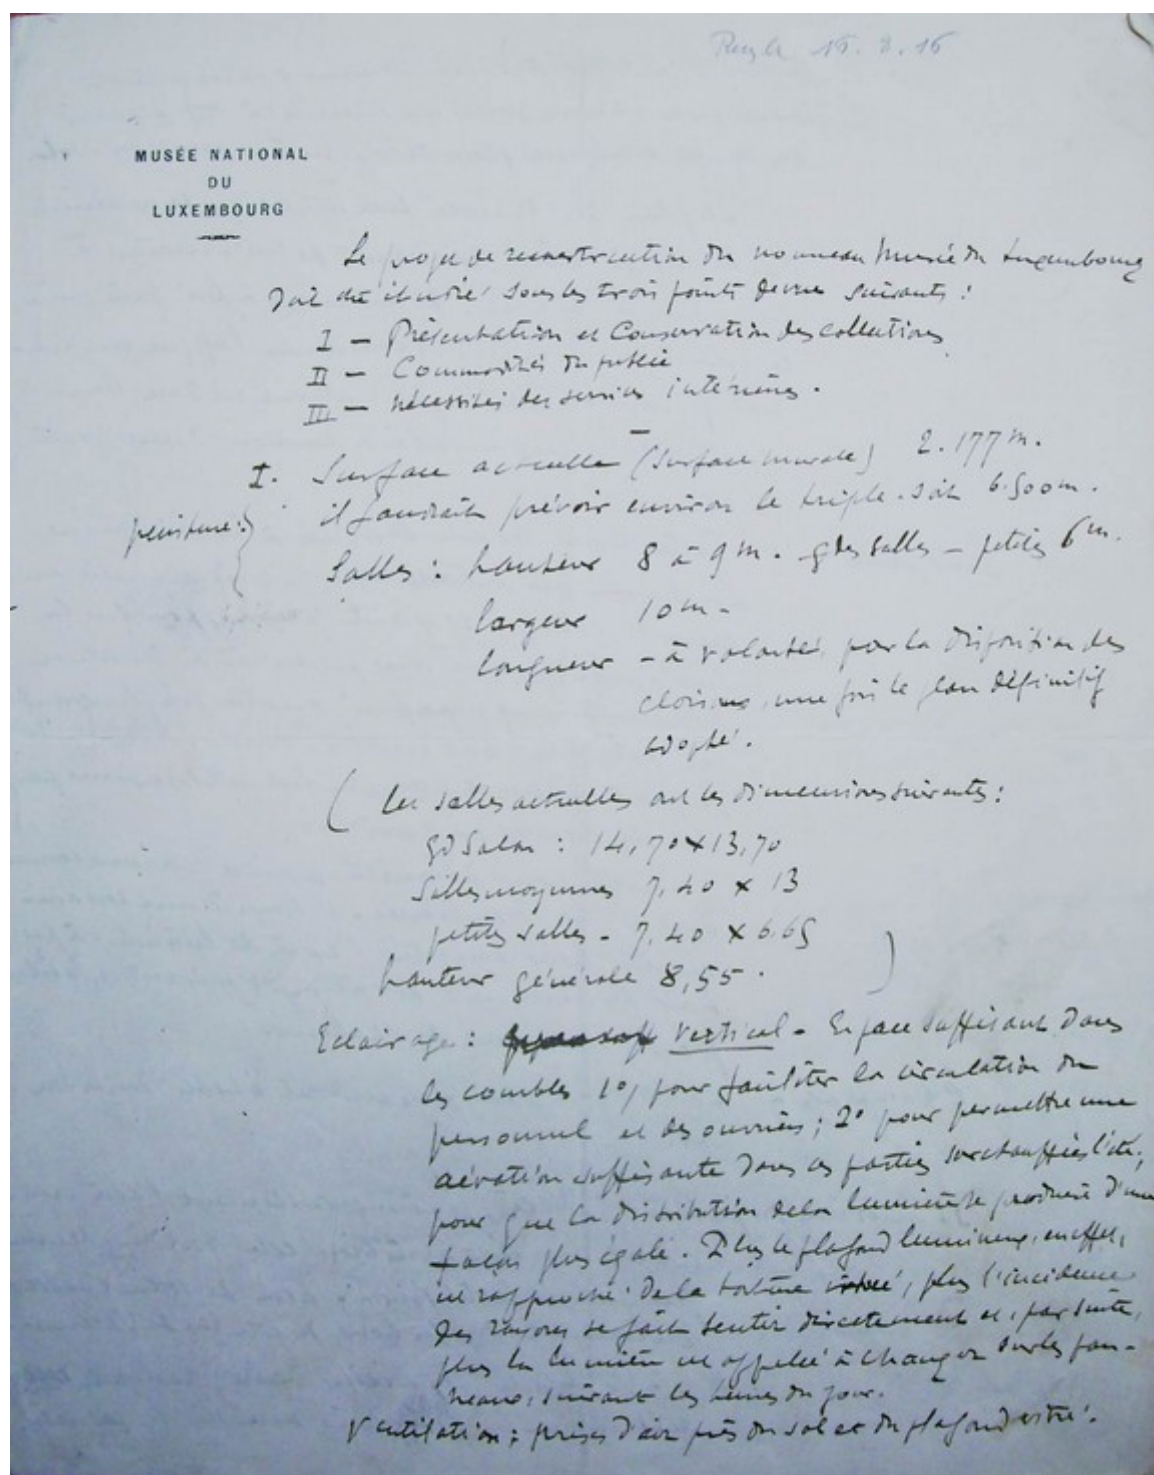 16.8.16
MUSÉE NATIONAL
DU
LUXEMBOURG
Le projet de reconstruction du nouveau Musée du Luxembourg
doit être étudié sous les trois points de vue suivants :
I — Présentation et Conservation des collections
II — Commodités du public
III — nécessités des services intérieurs.
I. Surface actuelle (surface murale) 2.177 m.
il faudrait prévoir environ le triple. soit 6.500 m.
peinture :
Salles : hauteur 8 à 9 m. gdes salles — petites 6 m.
largeur 10 m -
longueur - à volonté, par la disposition des
cloisons, une fois le plan définitif
adopté.
( les salles actuelles ont les dimensions suivantes :
gd Salon : 14,70 x 13,70
Salles moyennes 7.40 x 13
petites salles - 7.40 x 6.65
hauteur générale 8,55. )
Eclairage : vertical - Espace suffisant dans
les combles 1°/ pour faciliter la circulation du
personnel et des ouvriers ; 2° pour permettre une
aération suffisante dans ces parties surchauffées l'été ;
pour que la distribution de la lumière se produise d'une
façon plus égale. Plus le plafond lumineux, en effet,
est rapproché de la toiture vitrée, plus l'incidence
des rayons se fait sentir directement et, par suite,
plus la lumière est appelée à changer sur les pan-
neaux, suivant les heures du jour.
Ventilation : prises d'air près du sol et du plafond vitré.